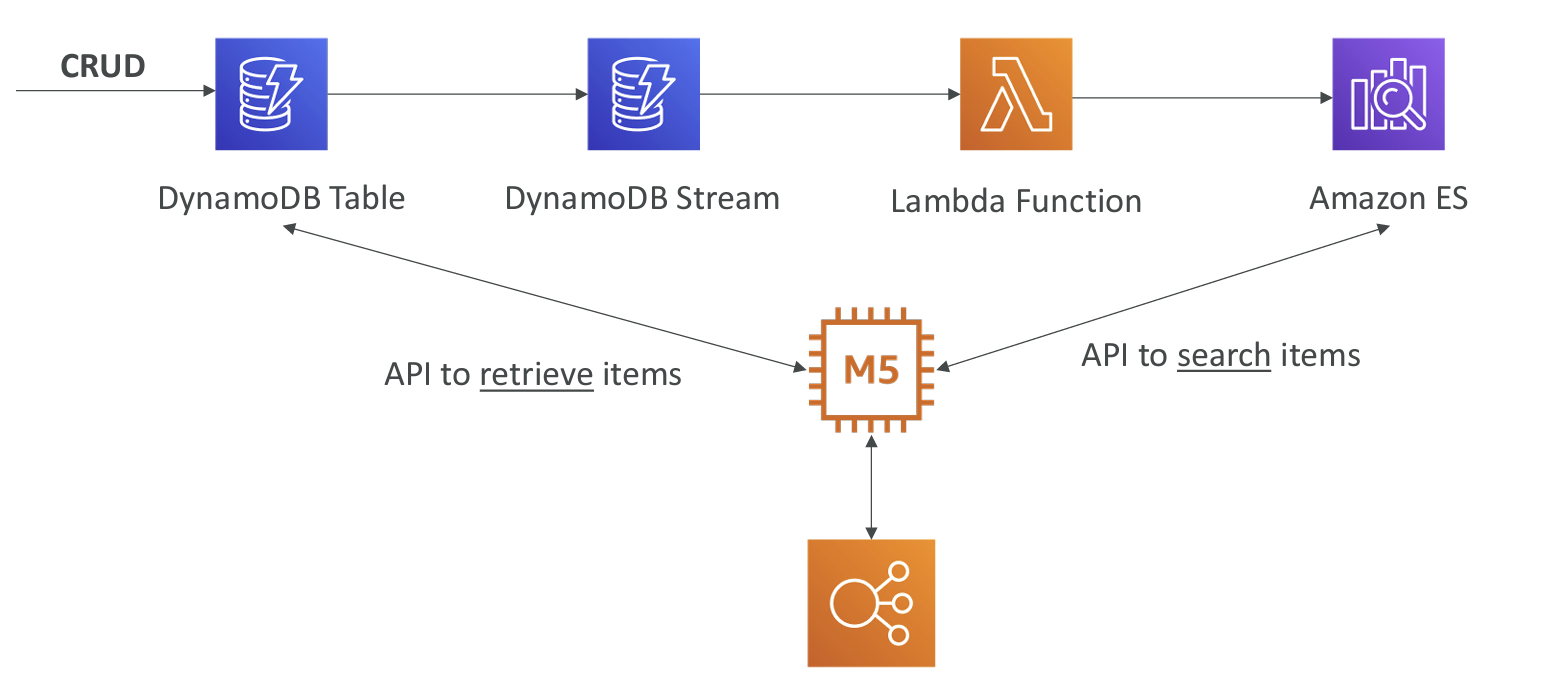 CRUD
DynamoDB Table
DynamoDB Stream
Lambda Function
Amazon ES
API to retrieve items
M5
API to search items